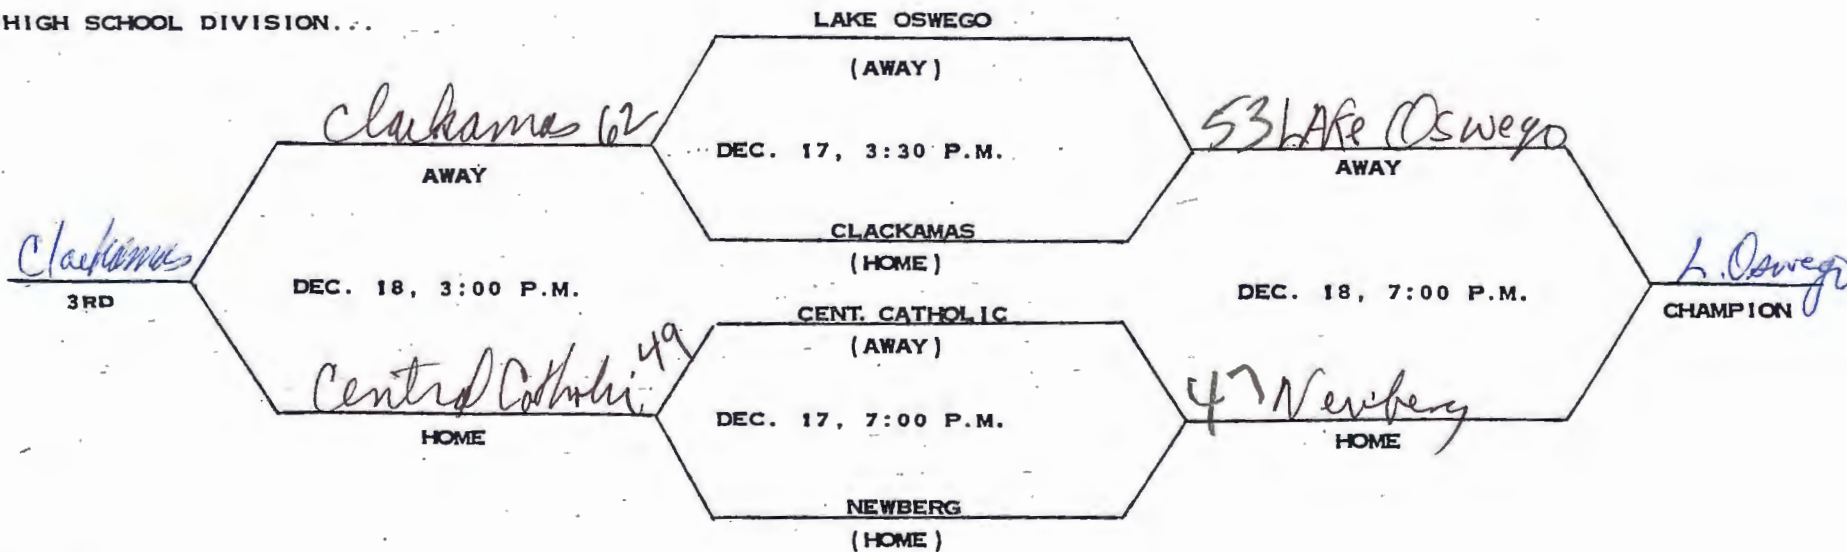 HIGH SCHOOL DIVISION...
LAKE OSWEGO
(AWAY)
Clackamas 62
AWAY
DEC. 17, 3:30 P.M.
53 LAKe Oswego
AWAY
CLACKAMAS
(HOME)
Clackamas
3RD
DEC. 18, 3:00 P.M.
DEC. 18, 7:00 P.M.
L. Oswego
CHAMPION
CENT. CATHOLIC
(AWAY)
Central Catholic 49
HOME
DEC. 17, 7:00 P.M.
47 Newberg
HOME
NEWBERG
(HOME)